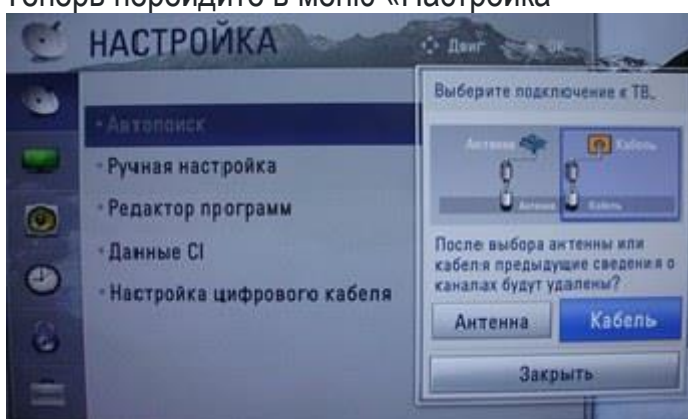 теперь перейдите в меню «Настройка
НАСТРОЙКА
Двиг
OK
Выберите подключение к ТВ.
Антенна
Кабель
Антенна
Кабель
Автопоиск
Ручная настройка
Редактор программ
Данные CI
Настройка цифрового кабеля
После выбора антенны или
кабеля предыдущие сведения о
каналах будут удалены?
Антенна Кабель
Закрыть